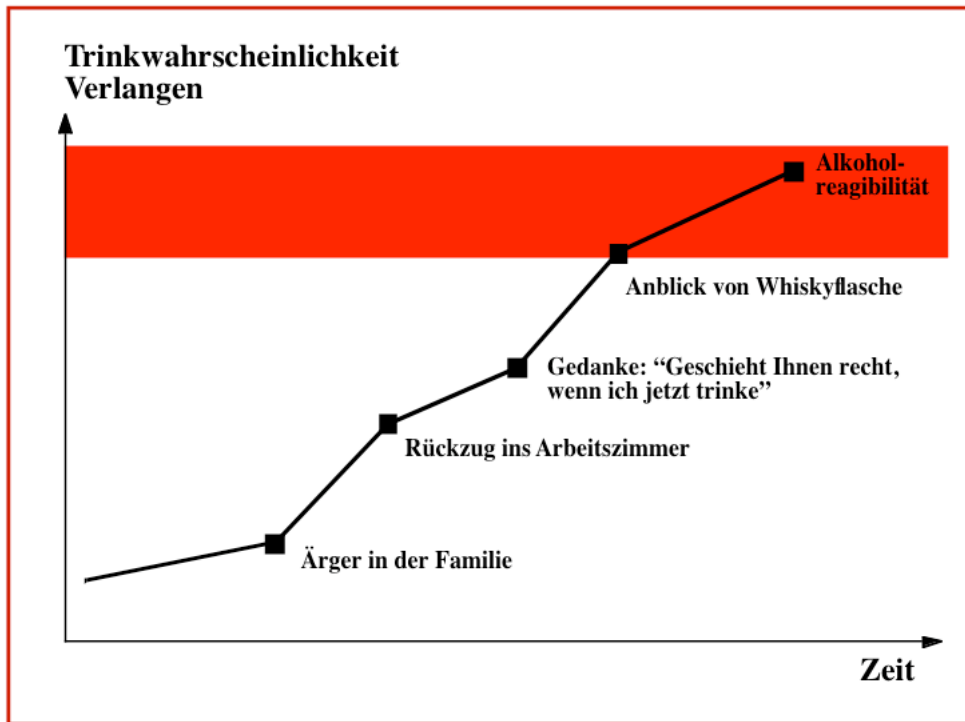 Trinkwahrscheinlichkeit
Verlangen
Alkohol-
reagibilität
Anblick von Whiskyflasche
Gedanke: “Geschieht Ihnen recht,
wenn ich jetzt trinke”
Rückzug ins Arbeitszimmer
Ärger in der Familie
Zeit